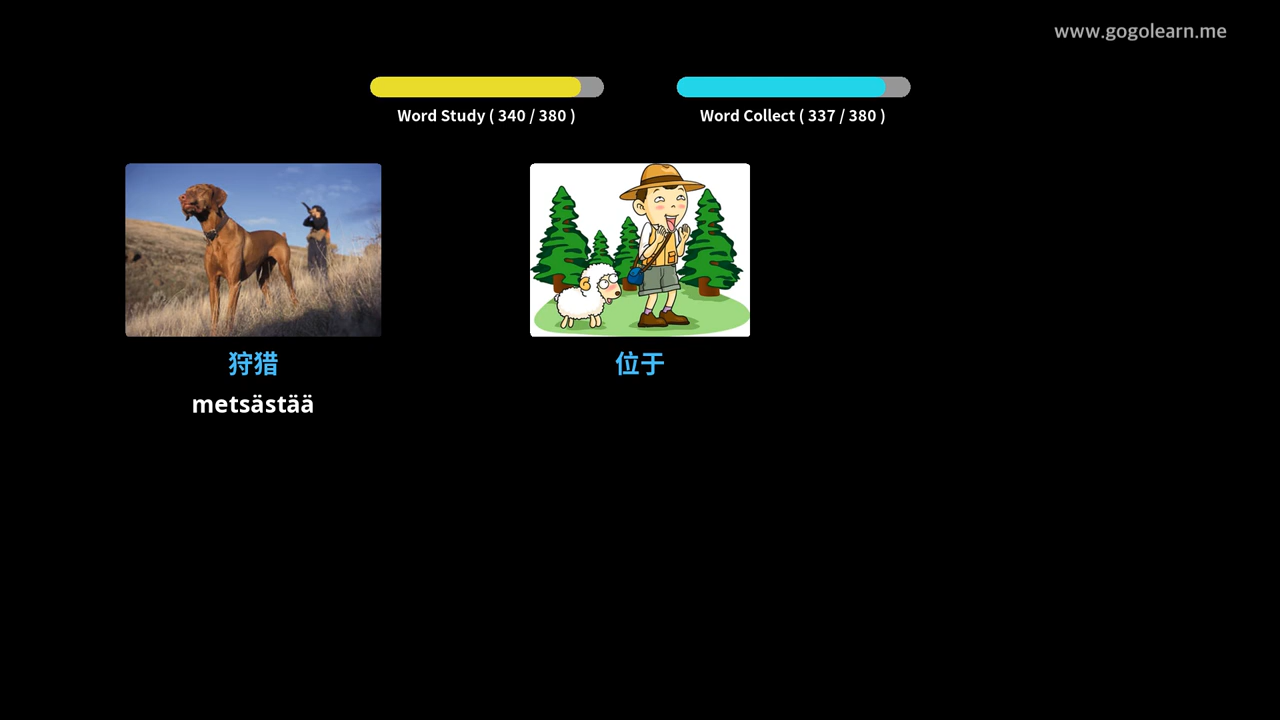 www.gogolearn.me
Word Study ( 340 / 380 )
Word Collect ( 337 / 380 )
狩猎
metsästää
位于